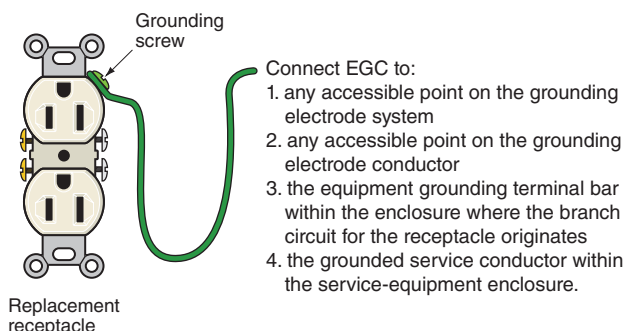 Grounding
screw
Connect EGC to:
1. any accessible point on the grounding
electrode system
2. any accessible point on the grounding
electrode conductor
3. the equipment grounding terminal bar
within the enclosure where the branch
circuit for the receptacle originates
4. the grounded service conductor within
the service-equipment enclosure.
Replacement
receptacle